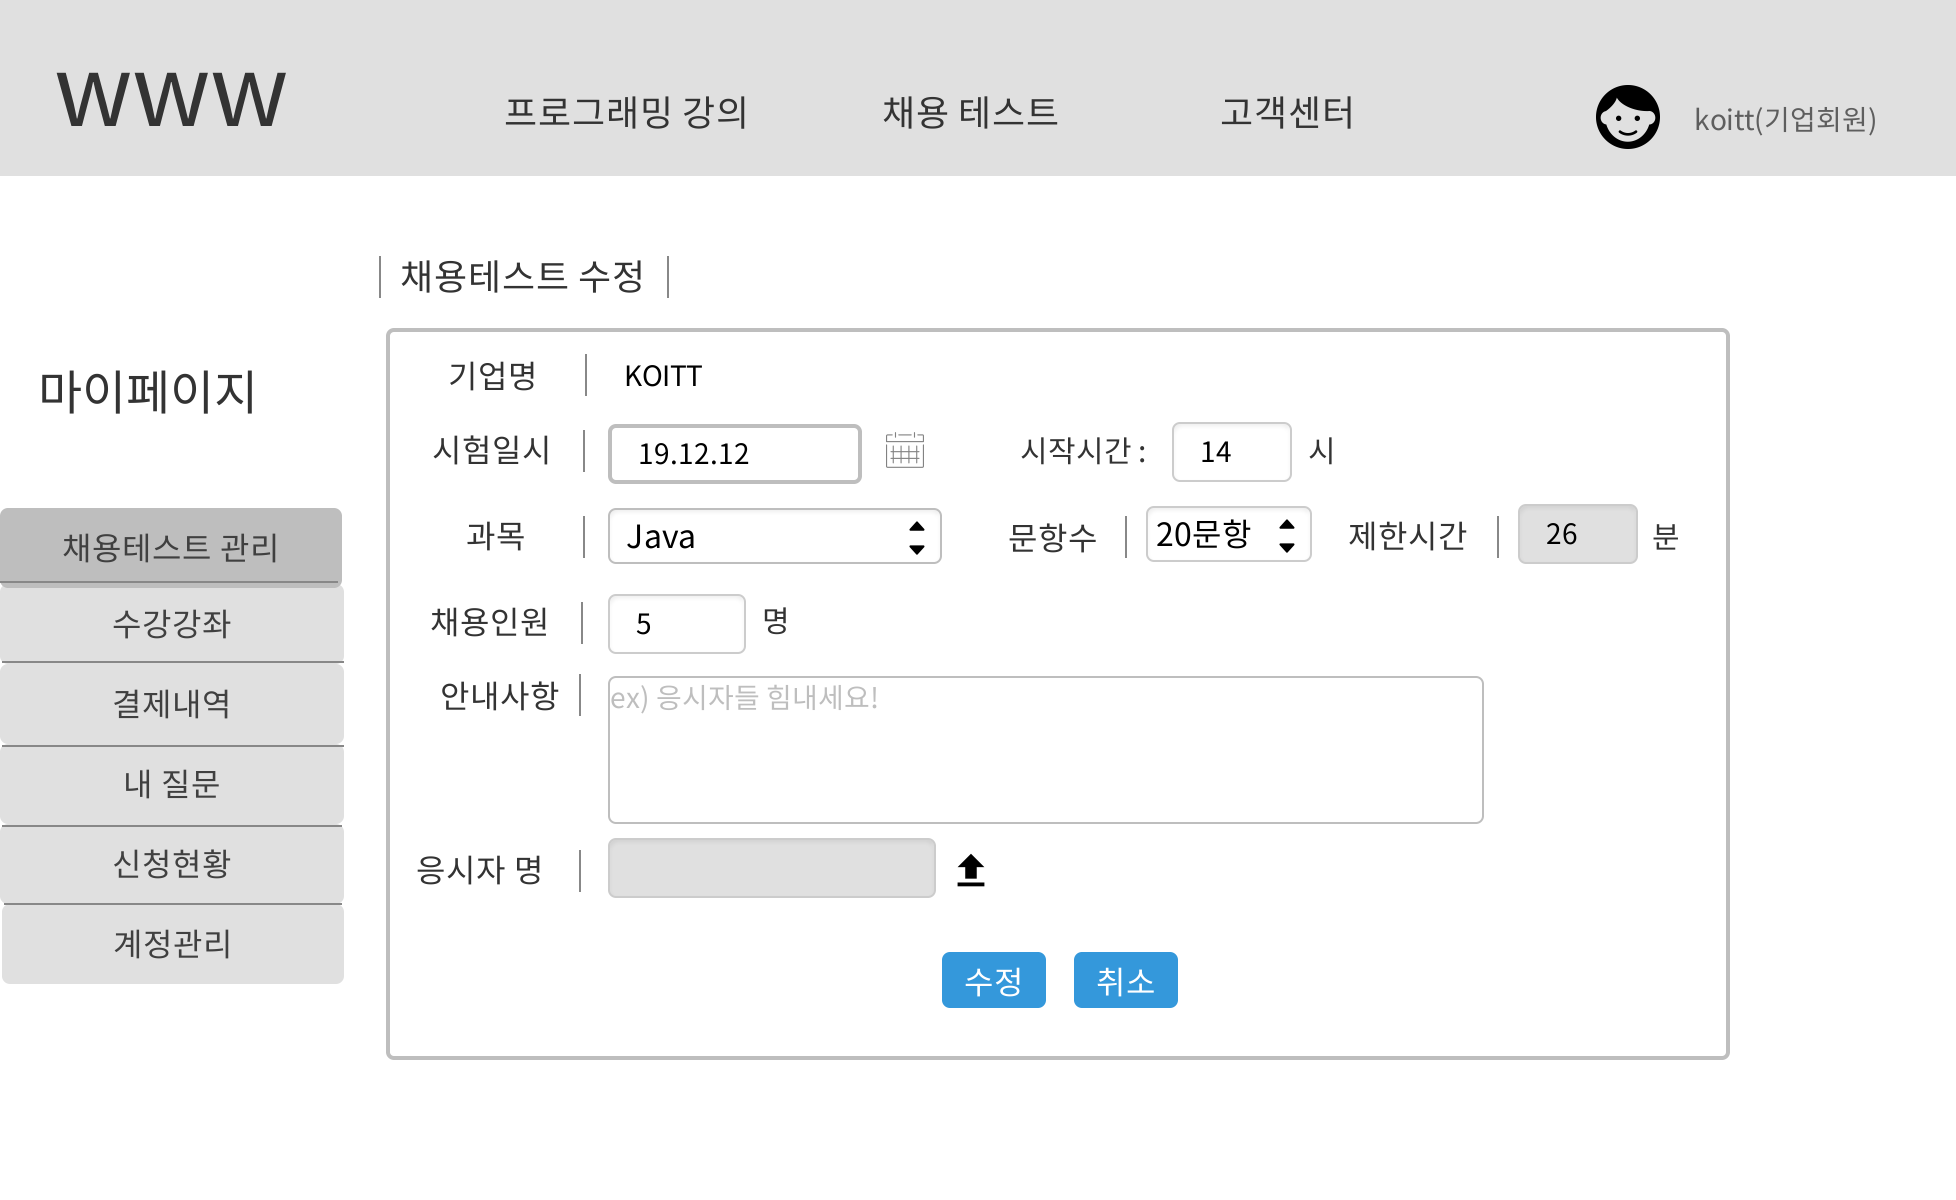 WWW
프로그래밍 강의 채용 테스트 고객센터 koitt(기업회원)
채용테스트 수정
마이페이지
채용테스트 관리
수강강좌
결제내역
내 질문
신청현황
계정관리
기업명 KOITT
시험일시 19.12.12 시작시간 : 14 시
과목 Java 문항수 20문항 제한시간 26 분
채용인원 5 명
안내사항 ex) 응시자들 힘내세요!
응시자 명
수정 취소